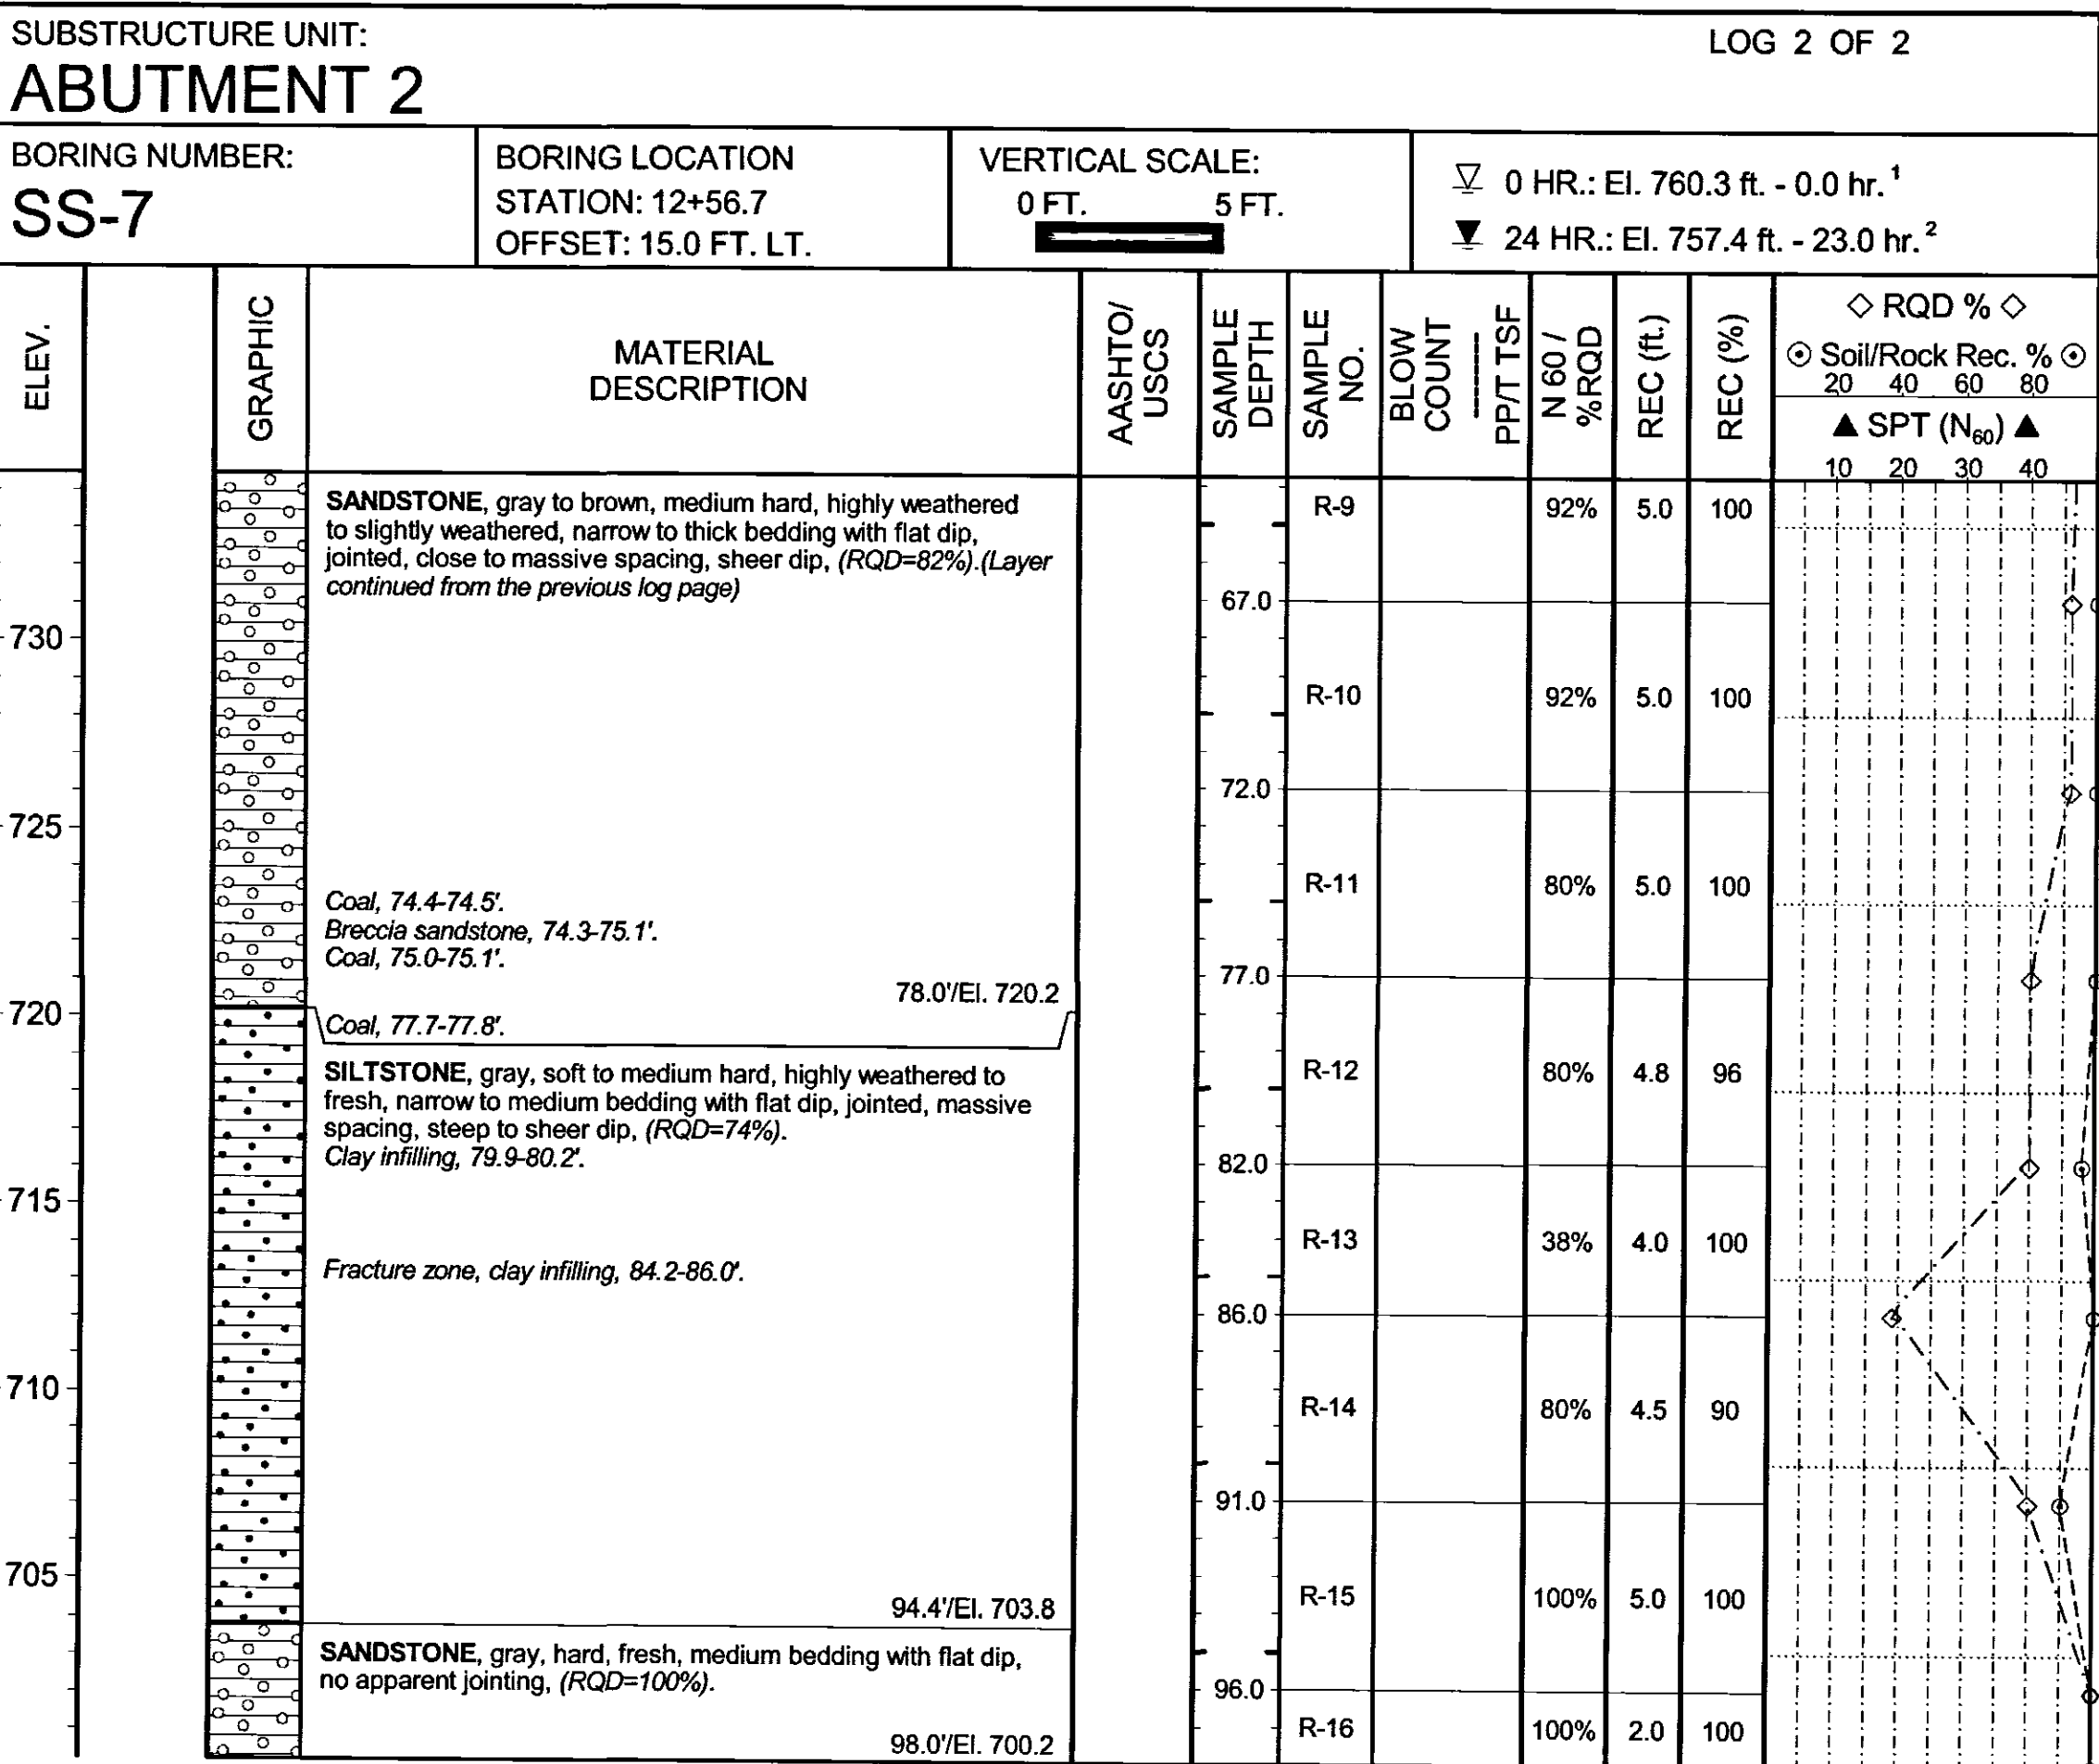 SUBSTRUCTURE UNIT:
LOG 2 OF 2
ABUTMENT 2
BORING NUMBER:
SS-7
BORING LOCATION
STATION: 12+56.7
OFFSET: 15.0 FT. LT.
VERTICAL SCALE:
0 FT. 5 FT.
0 HR.: El. 760.3 ft. - 0.0 hr. 1
24 HR.: El. 757.4 ft. - 23.0 hr. 2
ELEV.
GRAPHIC
MATERIAL
DESCRIPTION
AASHTO/
USCS
SAMPLE
DEPTH
SAMPLE
NO.
BLOW
COUNT
--------
PP/T TSF
N 60 /
%RQD
REC (ft.)
REC (%)
◇ RQD % ◇
⊙ Soil/Rock Rec. % ⊙
20 40 60 80
▲ SPT (N60) ▲
10 20 30 40
SANDSTONE, gray to brown, medium hard, highly weathered
to slightly weathered, narrow to thick bedding with flat dip,
jointed, close to massive spacing, sheer dip, (RQD=82%).(Layer
continued from the previous log page)
R-9 92% 5.0 100
67.0
730
R-10 92% 5.0 100
72.0
725
R-11 80% 5.0 100
Coal, 74.4-74.5'.
Breccia sandstone, 74.3-75.1'.
Coal, 75.0-75.1'.
77.0
78.0'/El. 720.2
720
Coal, 77.7-77.8'.
SILTSTONE, gray, soft to medium hard, highly weathered to
fresh, narrow to medium bedding with flat dip, jointed, massive
spacing, steep to sheer dip, (RQD=74%).
Clay infilling, 79.9-80.2'.
R-12 80% 4.8 96
82.0
715
R-13 38% 4.0 100
Fracture zone, clay infilling, 84.2-86.0'.
86.0
710
R-14 80% 4.5 90
91.0
705
R-15 100% 5.0 100
94.4'/El. 703.8
SANDSTONE, gray, hard, fresh, medium bedding with flat dip,
no apparent jointing, (RQD=100%).
96.0
R-16 100% 2.0 100
98.0'/El. 700.2